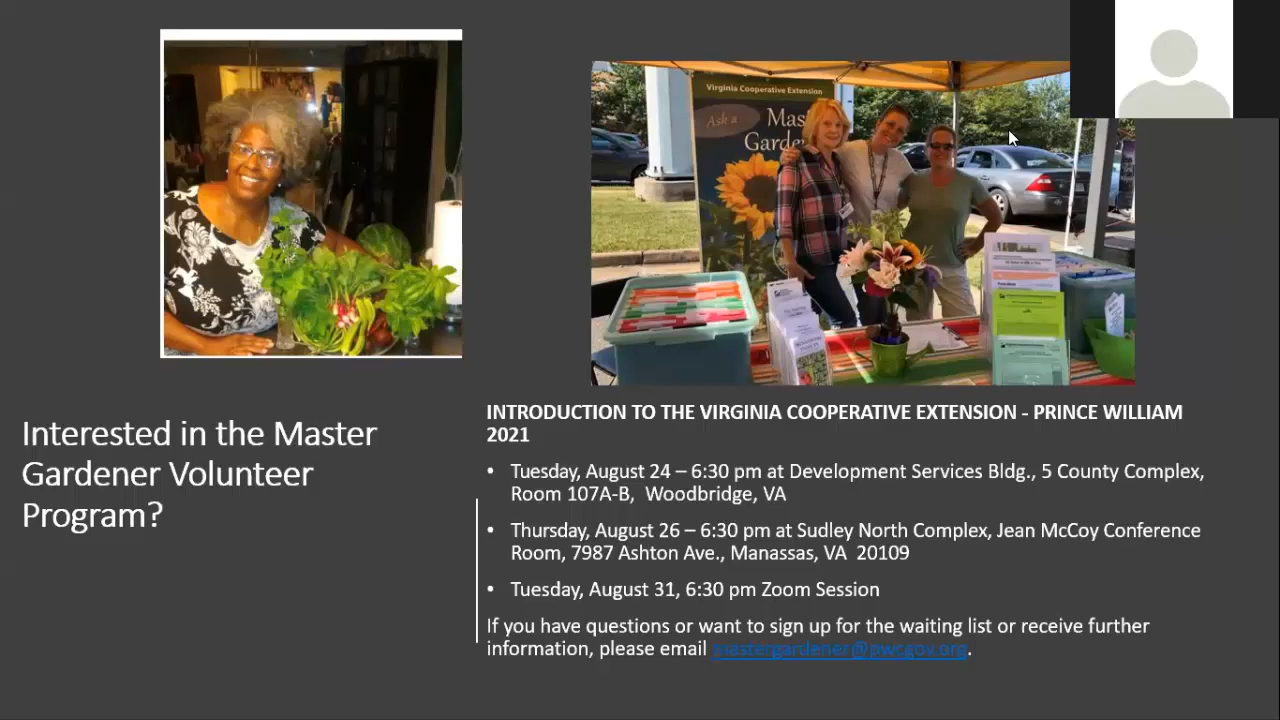 Virginia Cooperative Extension
Ask a
Mas
Garden
Interested in the Master
Gardener Volunteer
Program?
INTRODUCTION TO THE VIRGINIA COOPERATIVE EXTENSION - PRINCE WILLIAM
2021
• Tuesday, August 24 – 6:30 pm at Development Services Bldg., 5 County Complex,
Room 107A-B, Woodbridge, VA
• Thursday, August 26 – 6:30 pm at Sudley North Complex, Jean McCoy Conference
Room, 7987 Ashton Ave., Manassas, VA 20109
• Tuesday, August 31, 6:30 pm Zoom Session
If you have questions or want to sign up for the waiting list or receive further
information, please email mastergardener@pwcgov.org.